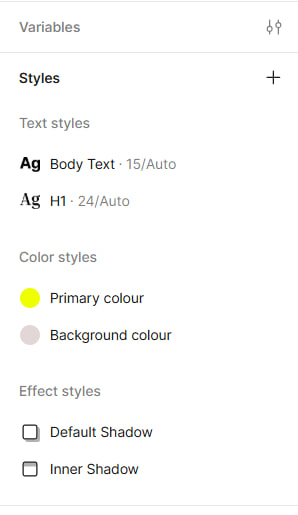 Variables
Styles
Text styles
Ag Body Text · 15/Auto
Ag H1 · 24/Auto
Color styles
Primary colour
Background colour
Effect styles
Default Shadow
Inner Shadow